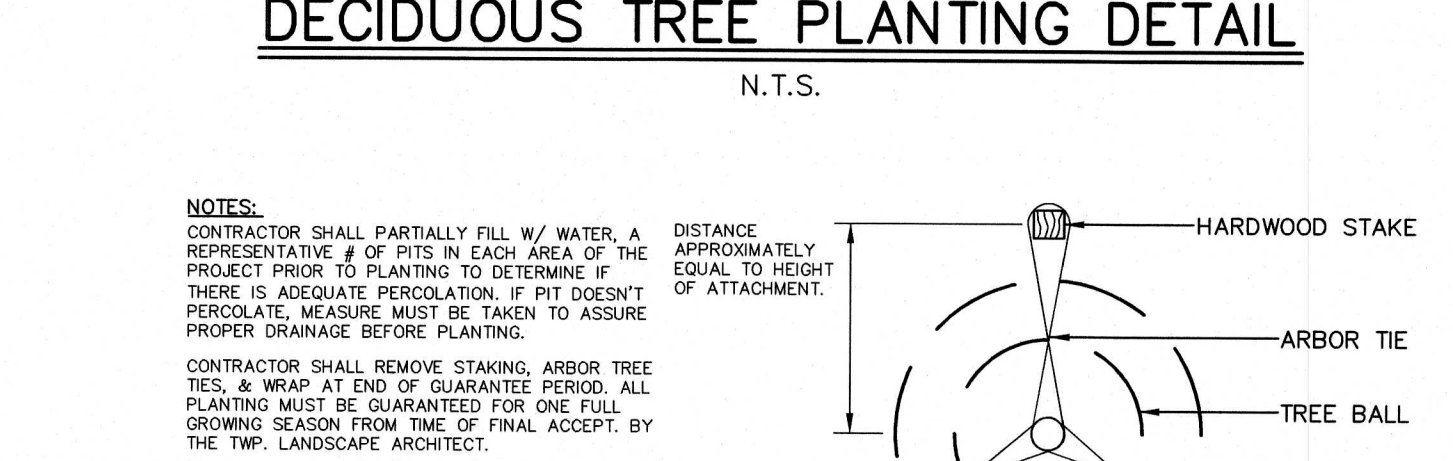 DECIDUOUS TREE PLANTING DETAIL
N.T.S.
NOTES:
CONTRACTOR SHALL PARTIALLY FILL W/ WATER, A
REPRESENTATIVE # OF PITS IN EACH AREA OF THE
PROJECT PRIOR TO PLANTING TO DETERMINE IF
THERE IS ADEQUATE PERCOLATION. IF PIT DOESN'T
PERCOLATE, MEASURE MUST BE TAKEN TO ASSURE
PROPER DRAINAGE BEFORE PLANTING.
CONTRACTOR SHALL REMOVE STAKING, ARBOR TREE
TIES, & WRAP AT END OF GUARANTEE PERIOD. ALL
PLANTING MUST BE GUARANTEED FOR ONE FULL
GROWING SEASON FROM TIME OF FINAL ACCEPT. BY
THE TWP. LANDSCAPE ARCHITECT.
DISTANCE
APPROXIMATELY
EQUAL TO HEIGHT
OF ATTACHMENT.
HARDWOOD STAKE
ARBOR TIE
TREE BALL